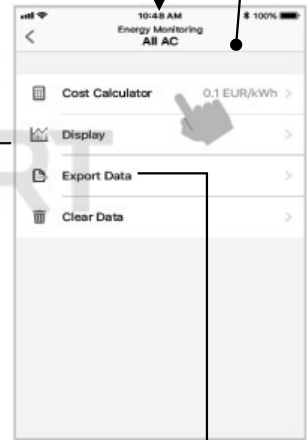 10:48 AM 100%
Energy Monitoring
All AC
Cost Calculator 0.1 EUR/kWh
Display
Export Data
Clear Data
RT